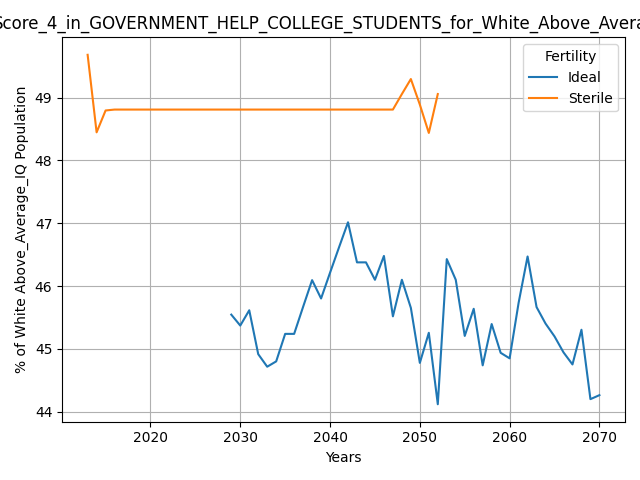 Score_4_in_GOVERNMENT_HELP_COLLEGE_STUDENTS_for_White_Above_Avera
Fertility
Ideal
Sterile
% of White Above_Average_IQ Population
49
48
47
46
45
44
2020 2030 2040 2050 2060 2070
Years